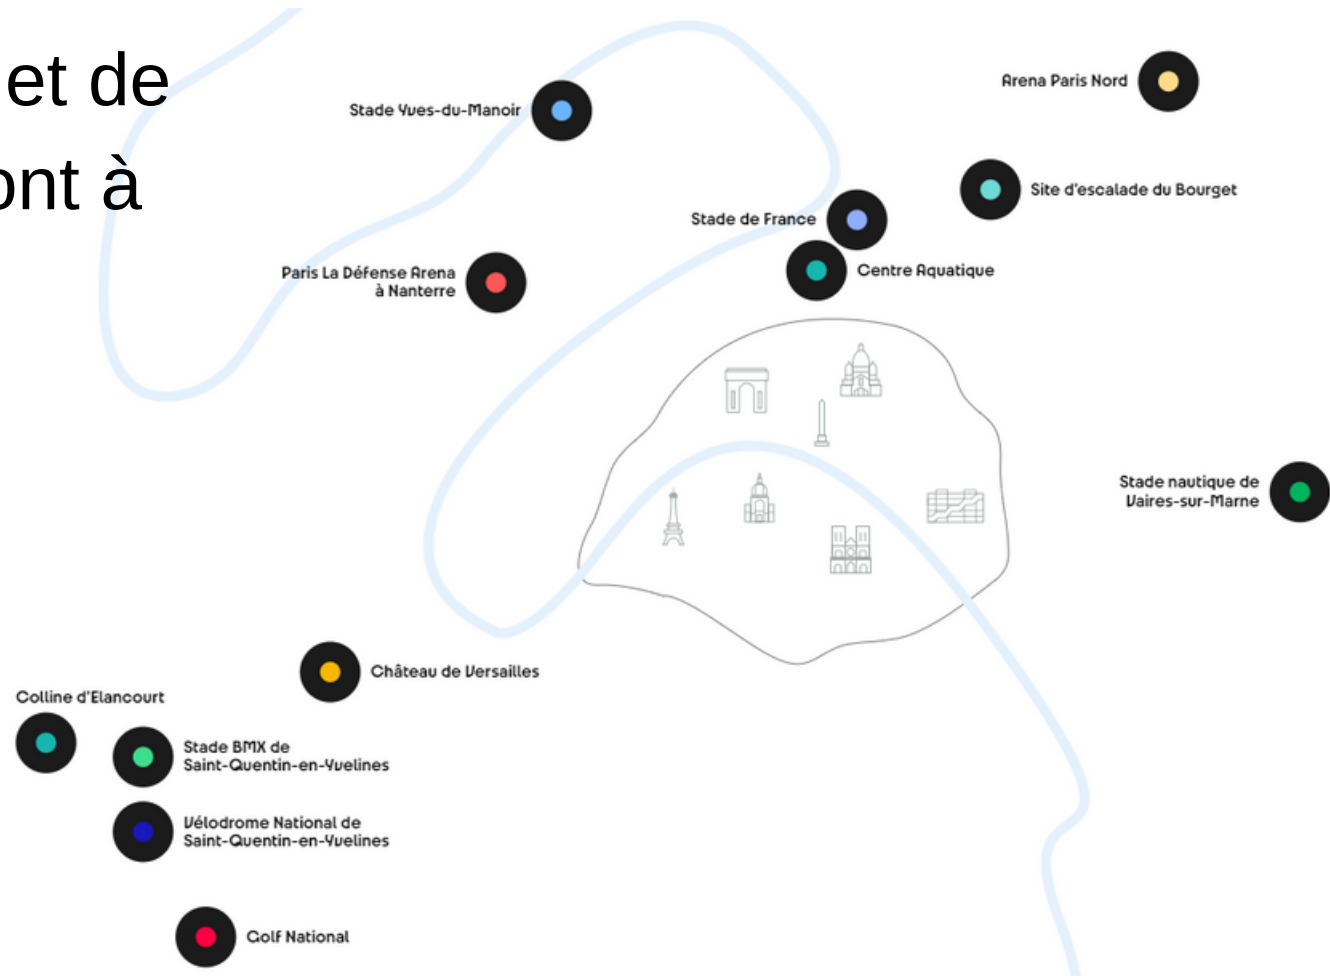 et de
ont à
Arena Paris Nord
Stade Yves-du-Manoir
Site d'escalade du Bourget
Stade de France
Centre Aquatique
Paris La Défense Arena
à Nanterre
Stade nautique de
Vaires-sur-Marne
Château de Versailles
Colline d'Elancourt
Stade BMX de
Saint-Quentin-en-Yvelines
Vélodrome National de
Saint-Quentin-en-Yvelines
Golf National